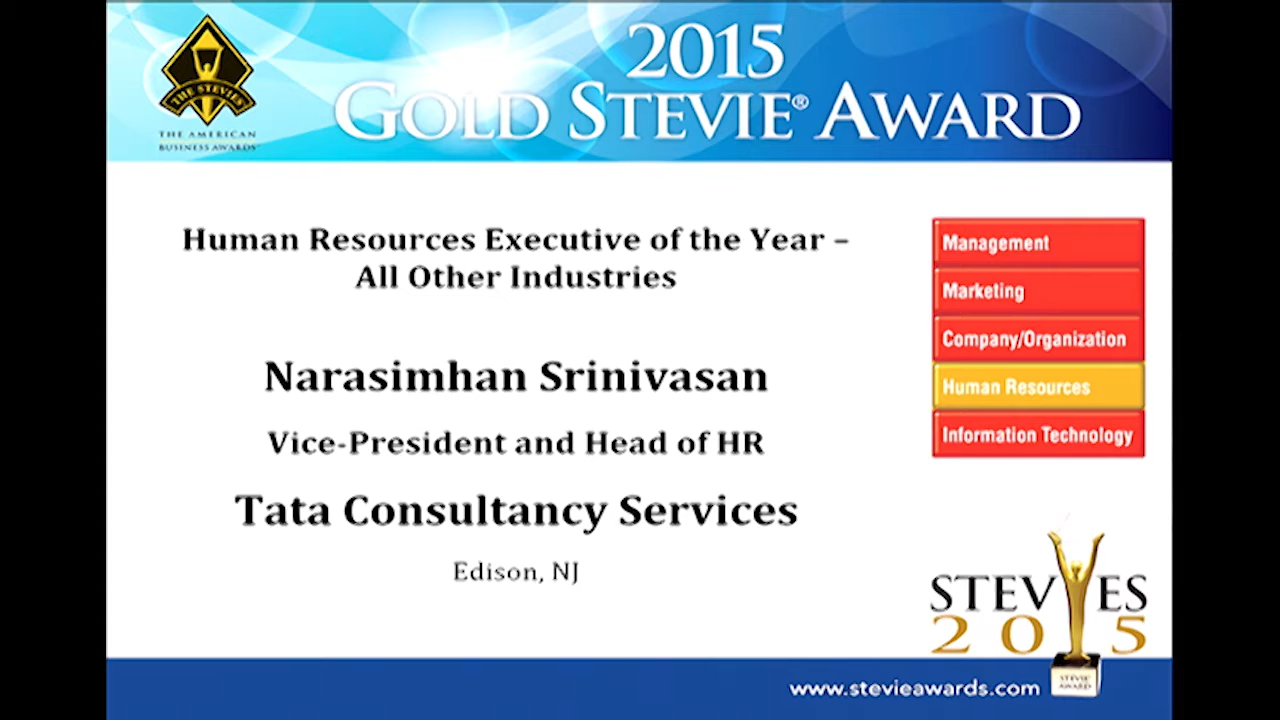 2015
GOLD STEVIE® AWARD
THE STEVIES
THE AMERICAN
BUSINESS AWARDS
Human Resources Executive of the Year –
All Other Industries
Narasimhan Srinivasan
Vice-President and Head of HR
Tata Consultancy Services
Edison, NJ
Management
Marketing
Company/Organization
Human Resources
Information Technology
STEVIES
2015
STEVIE®
AWARD
www.stevieawards.com